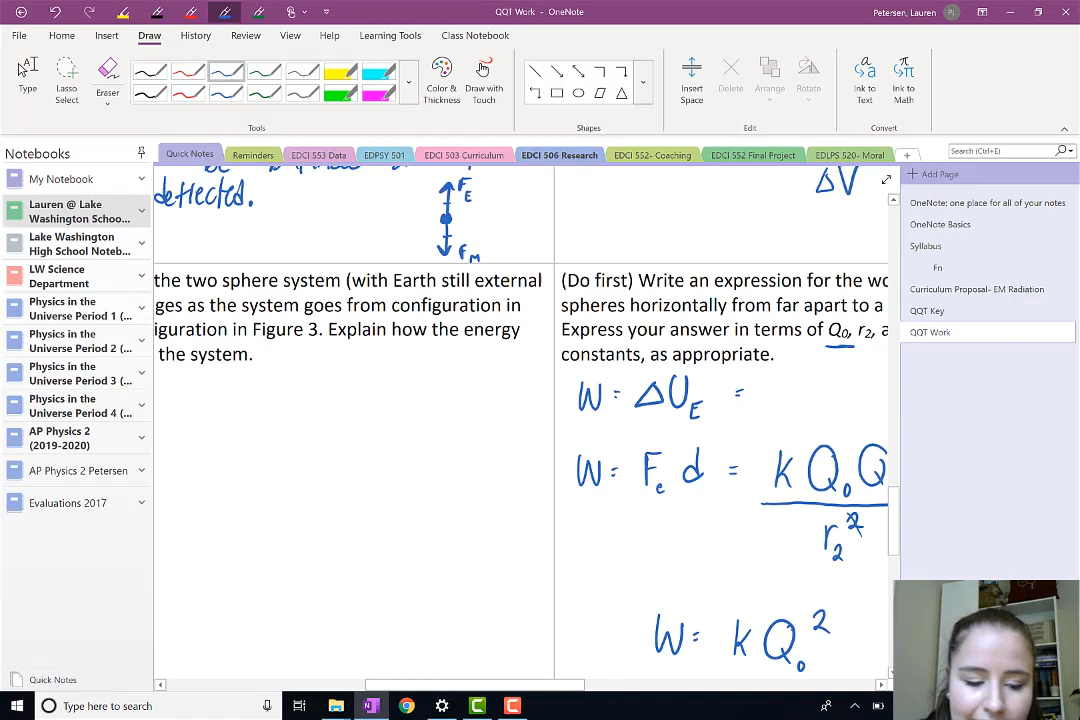 QQT Work - OneNote
Petersen, Lauren PL
File Home Insert Draw History Review View Help Learning Tools Class Notebook
Type
Lasso
Select
Eraser
Color &
Thickness
Draw with
Touch
Insert
Space
Delete
Arrange
Rotate
Ink to
Text
Ink to
Math
Tools
Shapes
Edit
Convert
Notebooks
Quick Notes
Reminders
EDCI 553 Data
EDPSY 501
EDCI 503 Curriculum
EDCI 506 Research
EDCI 552- Coaching
EDCI 552 Final Project
EDLPS 520- Moral
Search (Ctrl+E)
My Notebook
Lauren @ Lake
Washington Schoo...
Lake Washington
High School Noteb...
LW Science
Department
Physics in the
Universe Period 1 (...
Physics in the
Universe Period 2 (...
Physics in the
Universe Period 3 (...
Physics in the
Universe Period 4 (...
AP Physics 2
(2019-2020)
AP Physics 2 Petersen
Evaluations 2017
Quick Notes
deflected.
F_E
F_M
ΔV
the two sphere system (with Earth still external
ges as the system goes from configuration in
iguration in Figure 3. Explain how the energy
the system.
(Do first) Write an expression for the wo
spheres horizontally from far apart to a
Express your answer in terms of Q₀, r₂, a
constants, as appropriate.
W = ΔU_E =
W = F_e d = k Q₀ Q
r₂²
W = k Q₀²
Add Page
OneNote: one place for all of your notes
OneNote Basics
Syllabus
Fn
Curriculum Proposal- EM Radiation
QQT Key
QQT Work
Type here to search